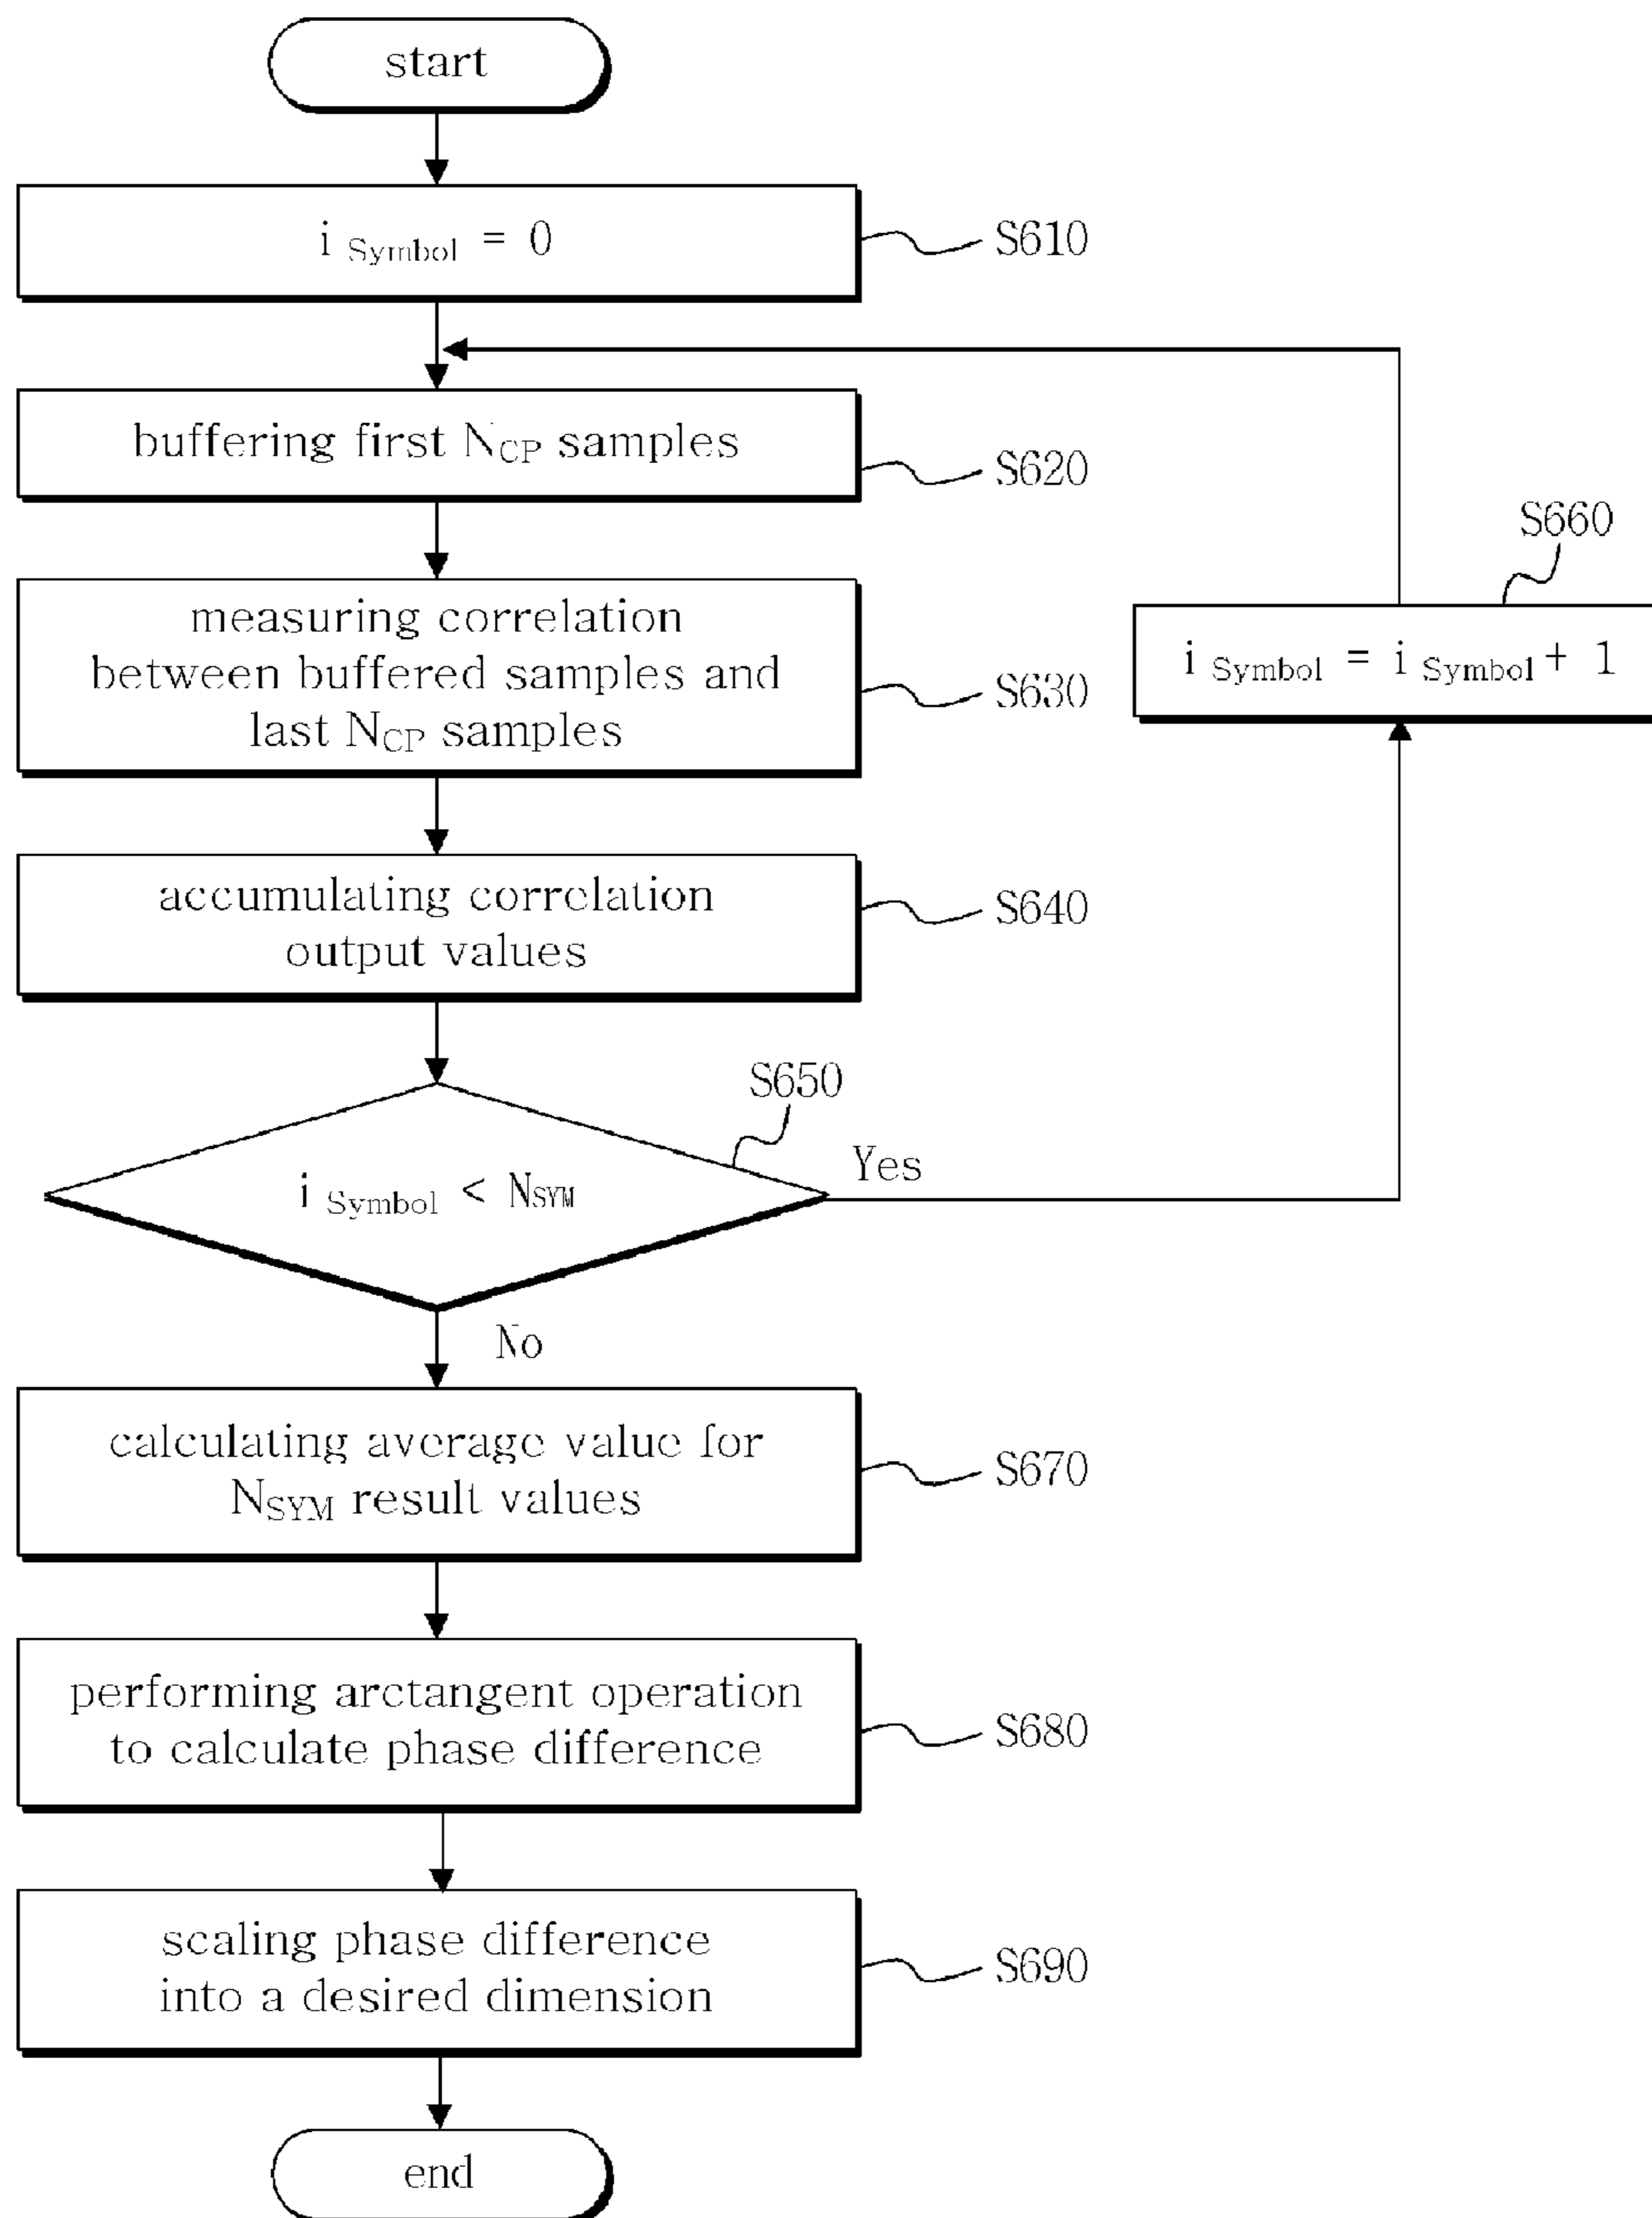 start
i Symbol = 0
S610
buffering first NCP samples
S620
S660
measuring correlation
between buffered samples and
last NCP samples
S630
i Symbol = i Symbol + 1
accumulating correlation
output values
S640
S650
i Symbol < NSYM
Yes
No
calculating average value for
NSYM result values
S670
performing arctangent operation
to calculate phase difference
S680
scaling phase difference
into a desired dimension
S690
end